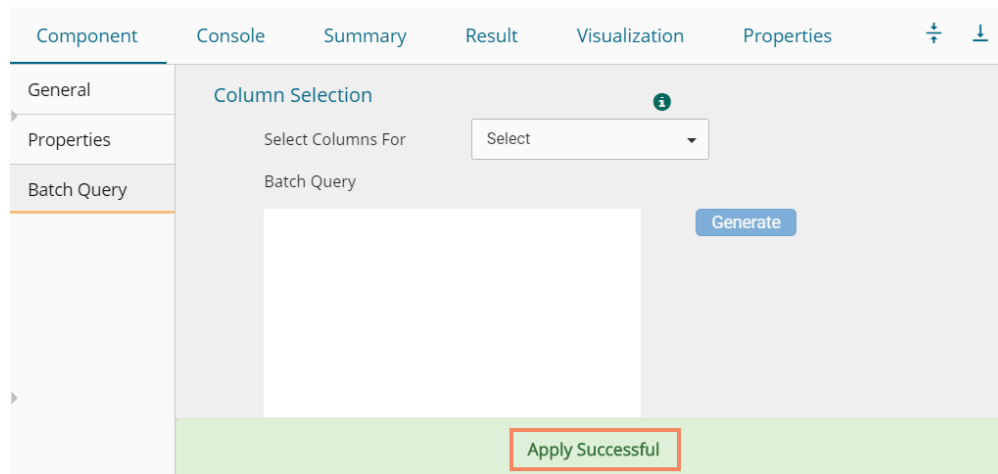 Component Console Summary Result Visualization Properties
General
Properties
Batch Query
Column Selection
Select Columns For Select
Batch Query
Generate
Apply Successful